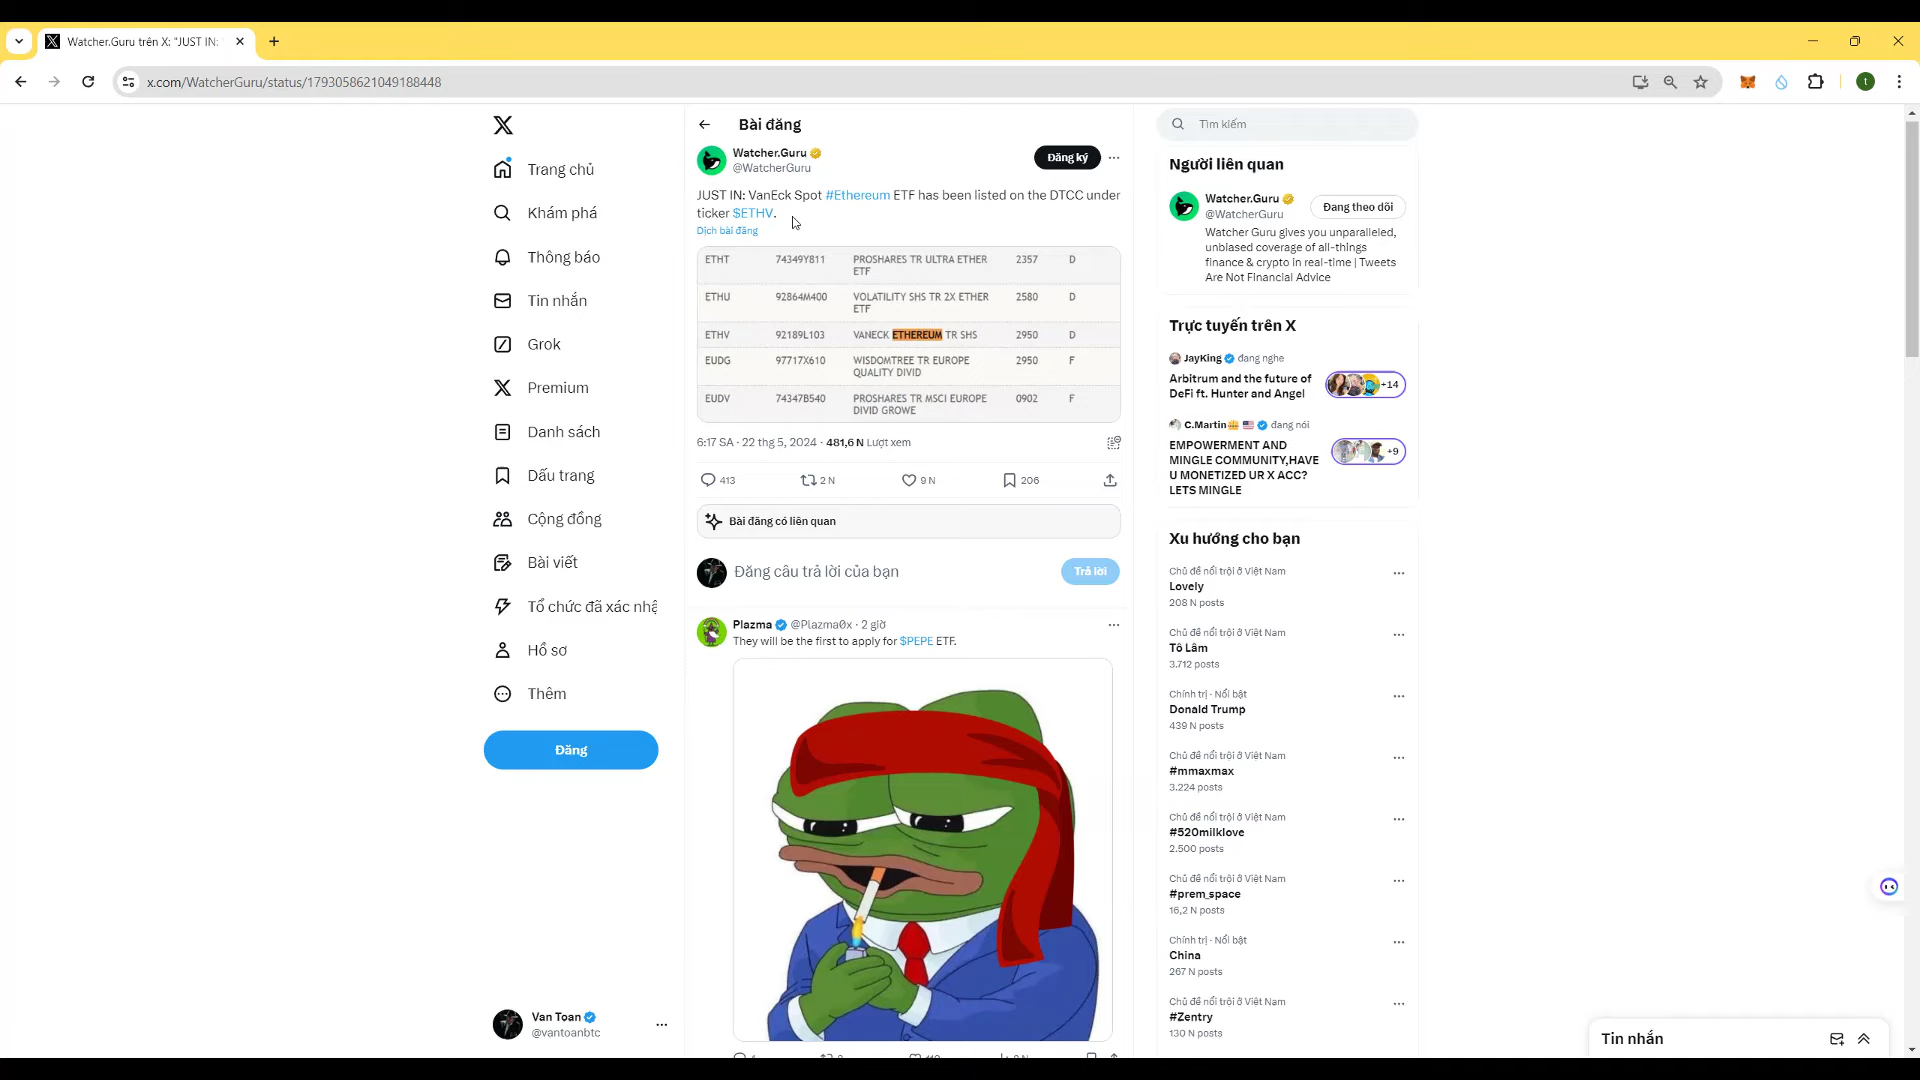 Watcher.Guru trên X: "JUST IN:
x.com/WatcherGuru/status/1793058621049188448
t
Trang chủ
Khám phá
Thông báo
Tin nhắn
Grok
Premium
Danh sách
Dấu trang
Cộng đồng
Bài viết
Tổ chức đã xác nhậ
Hồ sơ
Thêm
Đăng
Van Toan
@vantoanbtc
Bài đăng
Watcher.Guru
@WatcherGuru
Đăng ký
JUST IN: VanEck Spot #Ethereum ETF has been listed on the DTCC under
ticker $ETHV.
Dịch bài đăng
ETHT 74349Y811 PROSHARES TR ULTRA ETHER 2357 D
ETF
ETHU 92864M400 VOLATILITY SHS TR 2X ETHER 2580 D
ETF
ETHV 92189L103 VANECK ETHEREUM TR SHS 2950 D
EUDG 97717X610 WISDOMTREE TR EUROPE 2950 F
QUALITY DIVID
EUDV 74347B540 PROSHARES TR MSCI EUROPE 0902 F
DIVID GROWE
6:17 SA · 22 thg 5, 2024 · 481,6 N Lượt xem
413 2 N 9 N 206
Bài đăng có liên quan
Đăng câu trả lời của bạn
Trả lời
Plazma @Plazma0x · 2 giờ
They will be the first to apply for $PEPE ETF.
Tìm kiếm
Người liên quan
Watcher.Guru
@WatcherGuru
Đang theo dõi
Watcher Guru gives you unparalleled,
unbiased coverage of all-things
finance & crypto in real-time | Tweets
Are Not Financial Advice
Trực tuyến trên X
JayKing đang nghe
Arbitrum and the future of
DeFi ft. Hunter and Angel
+14
C.Martin đang nói
EMPOWERMENT AND
MINGLE COMMUNITY,HAVE
U MONETIZED UR X ACC?
LETS MINGLE
+9
Xu hướng cho bạn
Chủ đề nổi trội ở Việt Nam
Lovely
208 N posts
Chủ đề nổi trội ở Việt Nam
Tô Lâm
3.712 posts
Chính trị · Nổi bật
Donald Trump
439 N posts
Chủ đề nổi trội ở Việt Nam
#mmaxmax
3.224 posts
Chủ đề nổi trội ở Việt Nam
#520milklove
2.500 posts
Chủ đề nổi trội ở Việt Nam
#prem_space
16,2 N posts
Chính trị · Nổi bật
China
267 N posts
Chủ đề nổi trội ở Việt Nam
#Zentry
130 N posts
Tin nhắn